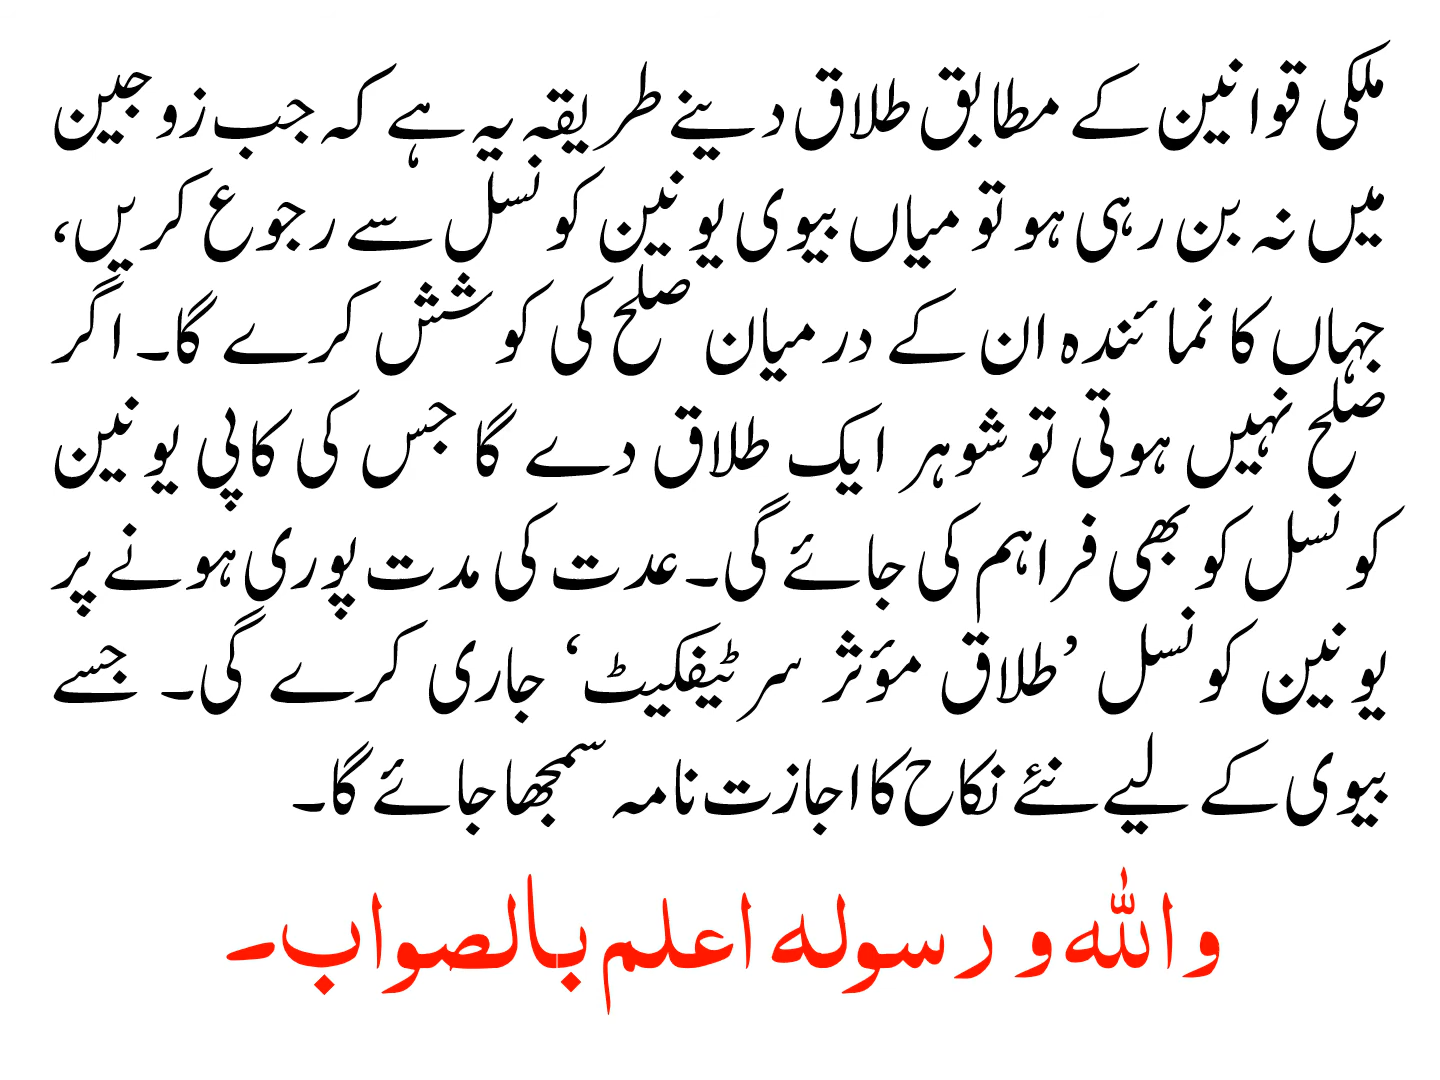 ملکی قوانین کے مطابق طلاق دینے طریقہ یہ ہے کہ جب زوجین
میں نہ بن رہی ہو تو میاں بیوی یونین کونسل سے رجوع کریں،
جہاں کا نمائندہ ان کے درمیان صلح کی کوشش کرے گا۔ اگر
صلح نہیں ہوتی تو شوہر ایک طلاق دے گا جس کی کاپی یونین
کونسل کو بھی فراہم کی جائے گی۔ عدت کی مدت پوری ہونے پر
یونین کونسل ’طلاق مؤثر سرٹیفکیٹ‘ جاری کرے گی۔ جسے
بیوی کے لیے نئے نکاح کا اجازت نامہ سمجھا جائے گا۔
واللہ و رسولہ اعلم بالصواب۔